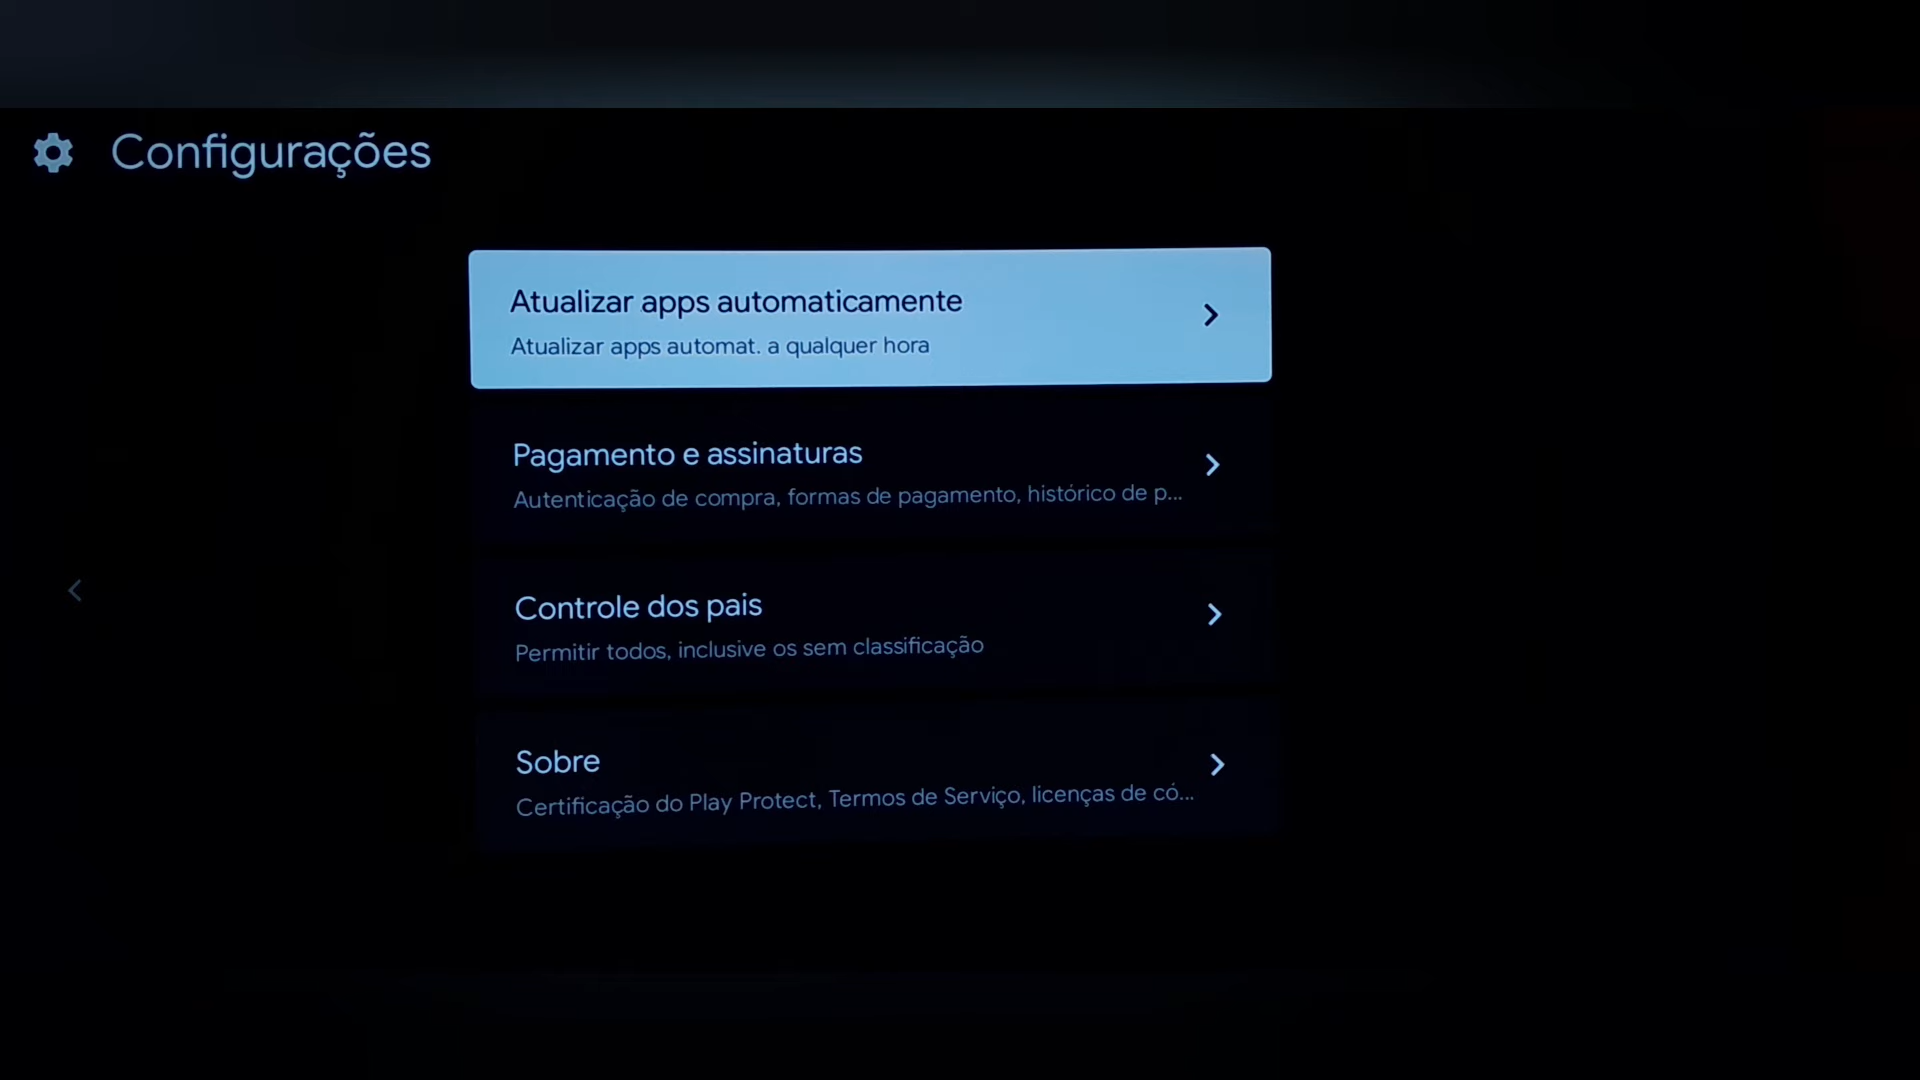 Configurações
Atualizar apps automaticamente
Atualizar apps automat. a qualquer hora
Pagamento e assinaturas
Autenticação de compra, formas de pagamento, histórico de p...
Controle dos pais
Permitir todos, inclusive os sem classificação
Sobre
Certificação do Play Protect, Termos de Serviço, licenças de có...